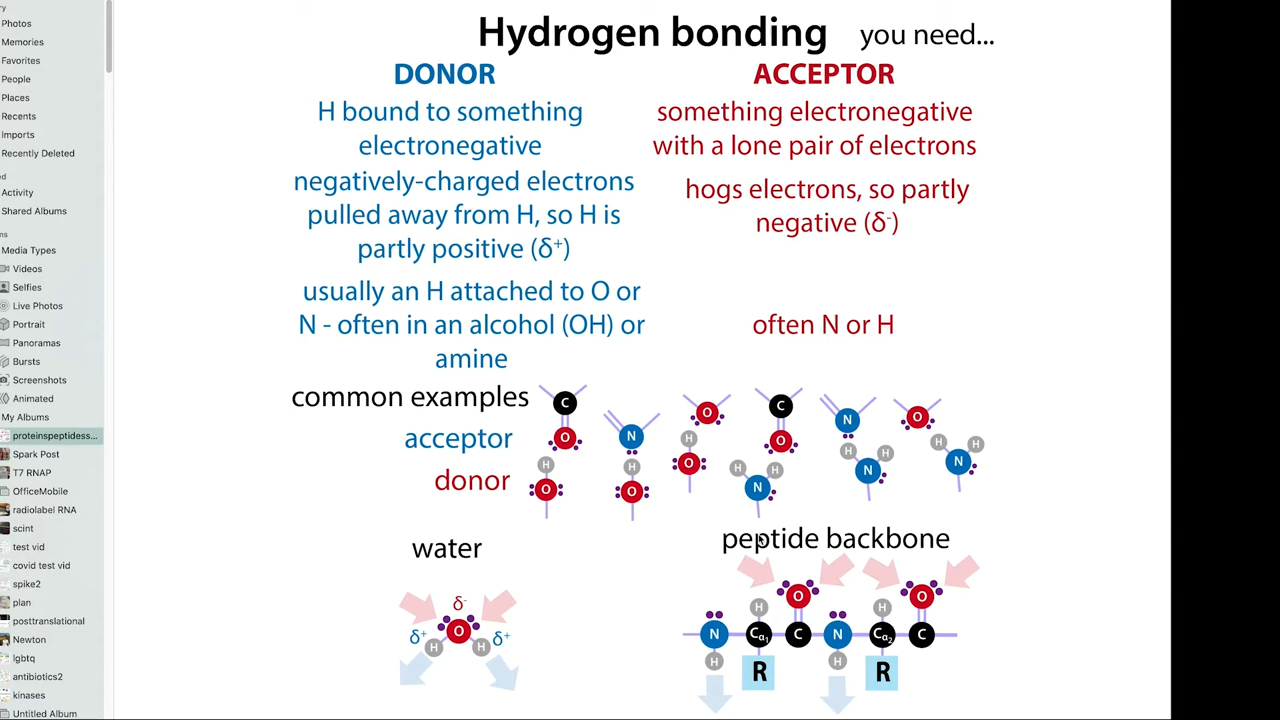 ry
Photos
Memories
Favorites
People
Places
Recents
Imports
Recently Deleted
ed
Activity
Shared Albums
ms
Media Types
Videos
Selfies
Live Photos
Portrait
Panoramas
Bursts
Screenshots
Animated
My Albums
proteinspeptidess...
Spark Post
T7 RNAP
OfficeMobile
radiolabel RNA
scint
test vid
covid test vid
spike2
plan
posttranslational
Newton
lgbtq
antibiotics2
kinases
Untitled Album
Hydrogen bonding you need...
DONOR
H bound to something
electronegative
negatively-charged electrons
pulled away from H, so H is
partly positive (δ⁺)
usually an H attached to O or
N - often in an alcohol (OH) or
amine
ACCEPTOR
something electronegative
with a lone pair of electrons
hogs electrons, so partly
negative (δ⁻)
often N or H
common examples
acceptor
donor
C O C N O
O N O
H H H H H H H H
O O O N N N
water
δ⁻
δ⁺ O δ⁺
H H
peptide backbone
O O
H H
N Cα₁ C N Cα₂ C
H H
R R